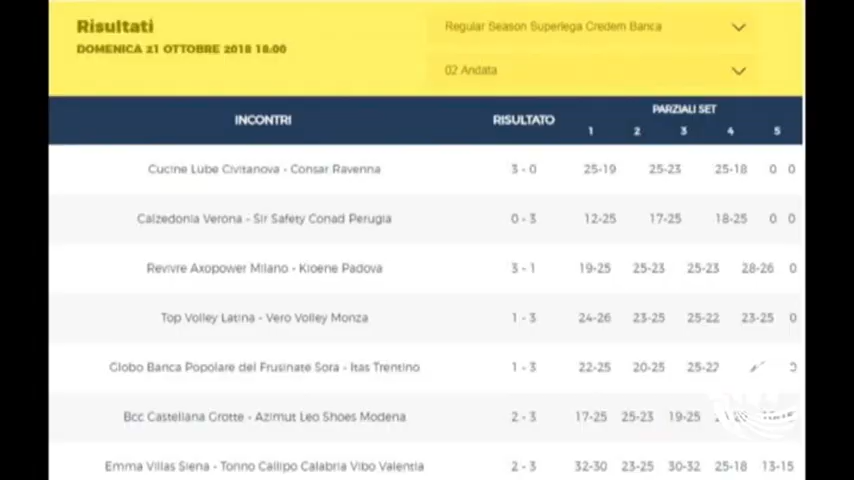 Risultati
DOMENICA 21 OTTOBRE 2018 18:00
Regular Season Superlega Credem Banca
02 Andata
INCONTRI RISULTATO PARZIALI SET
1 2 3 4 5
Cucine Lube Civitanova - Consar Ravenna 3 - 0 25-19 25-23 25-18 0 0
Calzedonia Verona - Sir Safety Conad Perugia 0 - 3 12-25 17-25 18-25 0 0
Revivre Axopower Milano - Kioene Padova 3 - 1 19-25 25-23 25-23 28-26 0
Top Volley Latina - Vero Volley Monza 1 - 3 24-26 23-25 25-22 23-25 0
Globo Banca Popolare del Frusinate Sora - Itas Trentino 1 - 3 22-25 20-25 25-22 0
Bcc Castellana Grotte - Azimut Leo Shoes Modena 2 - 3 17-25 25-23 19-25
Emma Villas Siena - Tonno Callipo Calabria Vibo Valentia 2 - 3 32-30 23-25 30-32 25-18 13-15